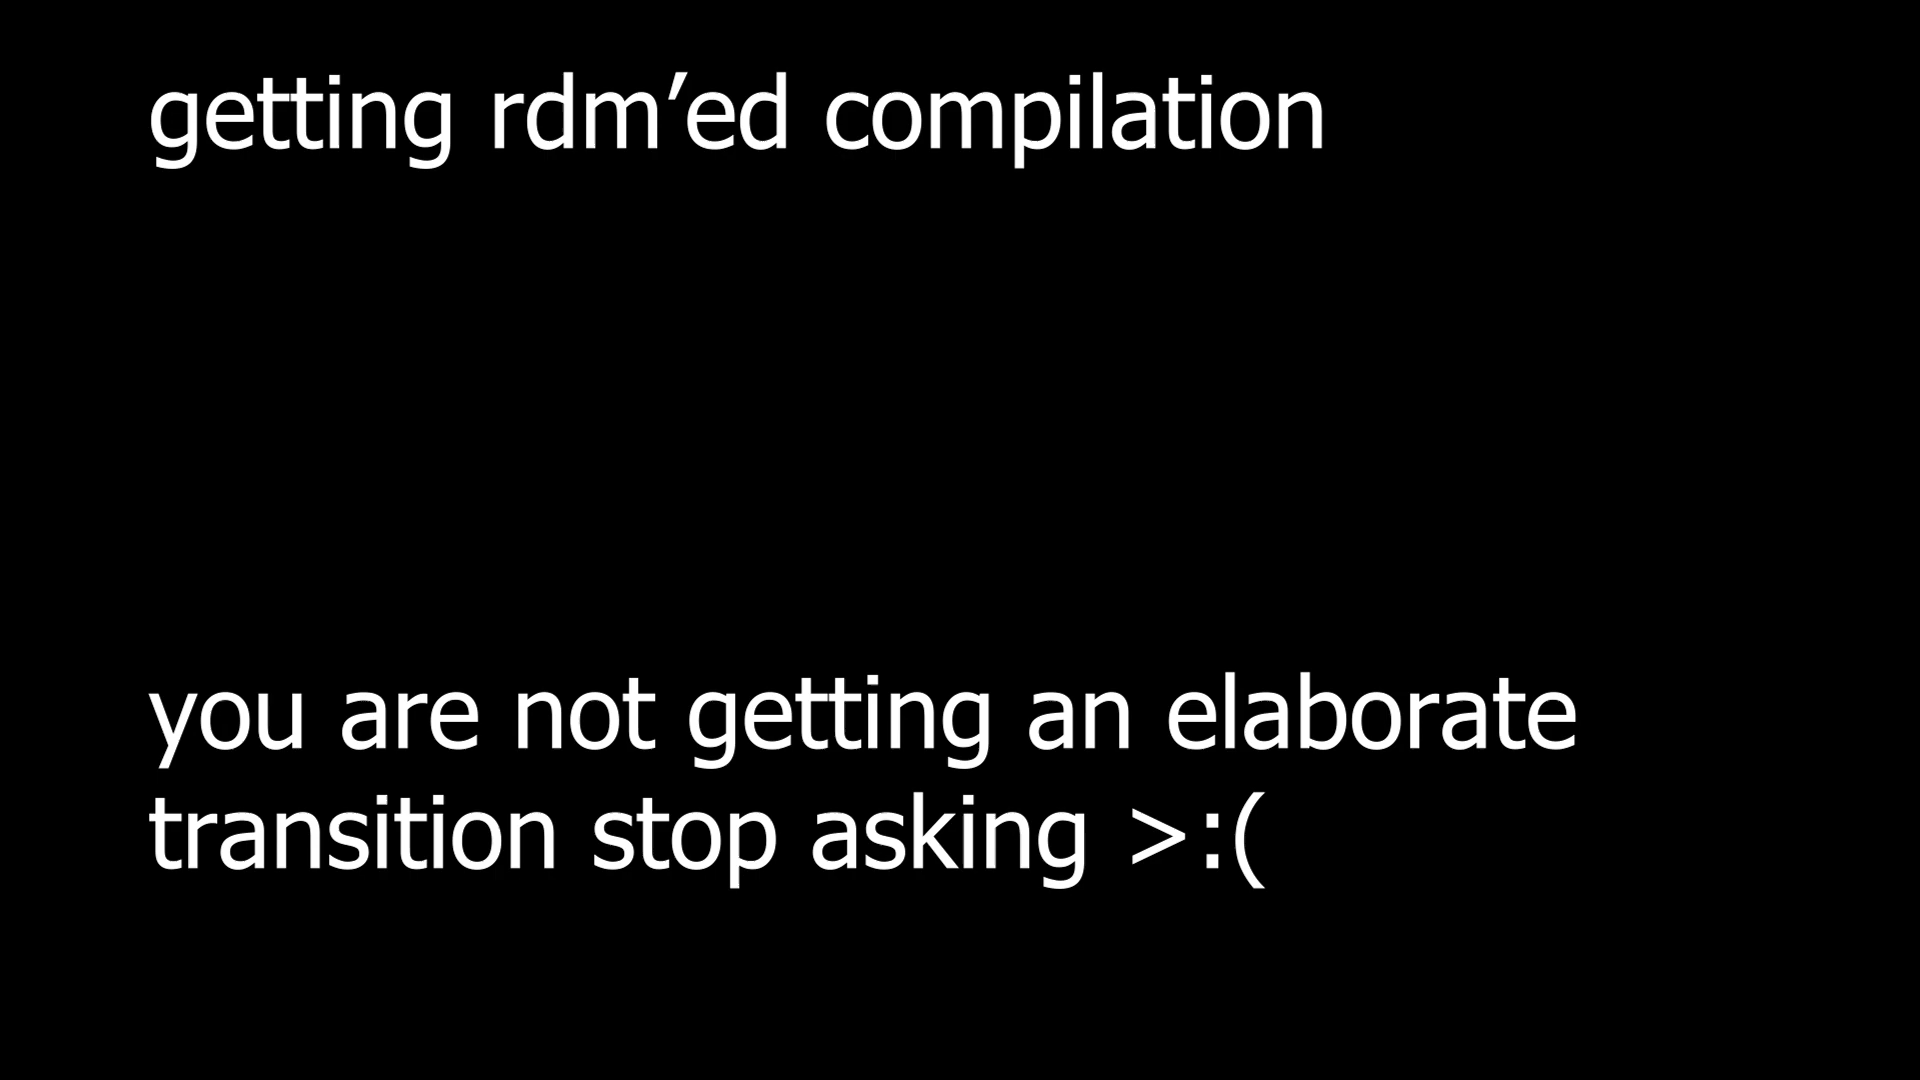 getting rdm’ed compilation
you are not getting an elaborate
transition stop asking >:(